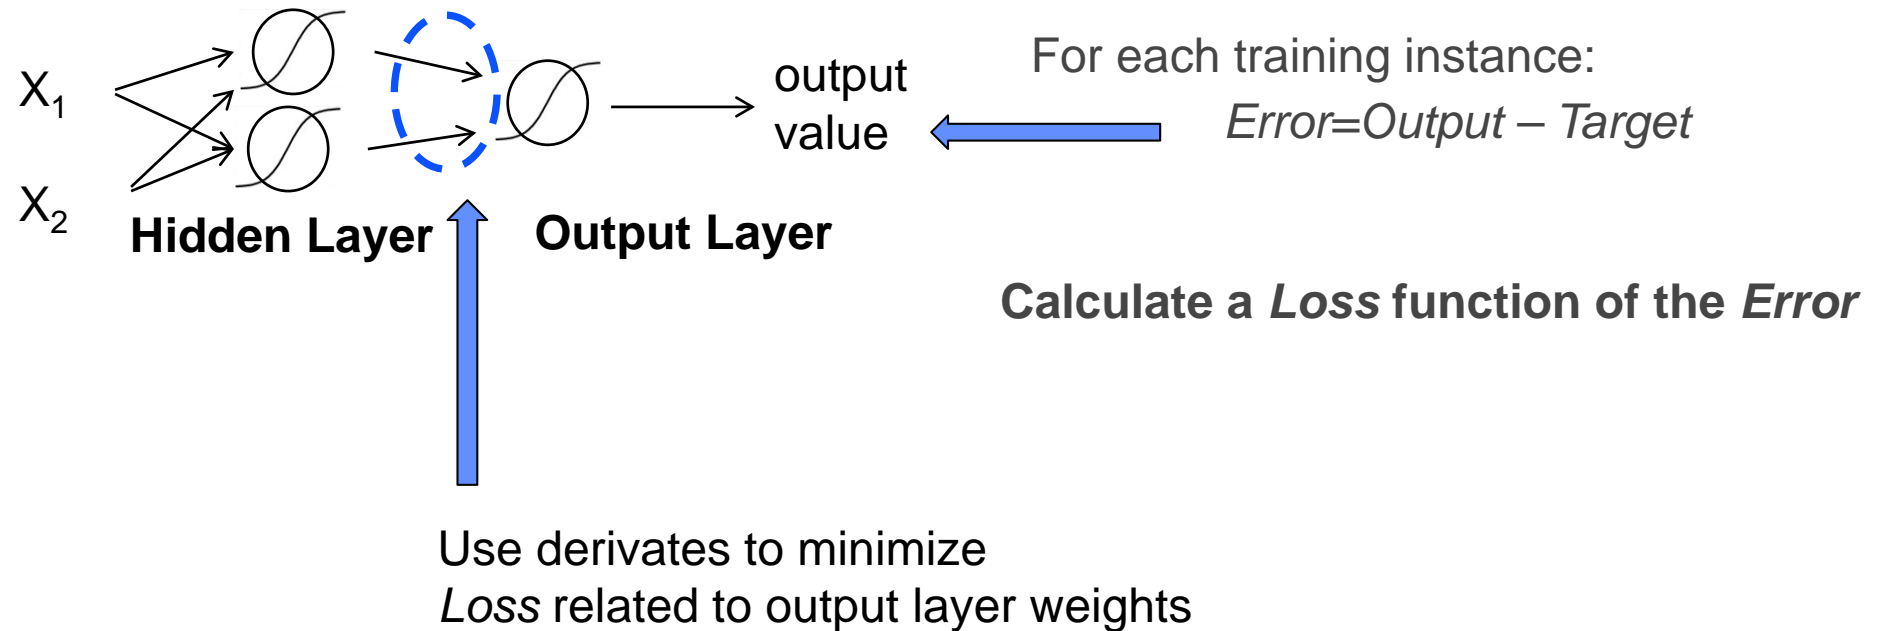 X1
X2
Hidden Layer
Output Layer
output
value
For each training instance:
Error=Output – Target
Calculate a Loss function of the Error
Use derivates to minimize
Loss related to output layer weights